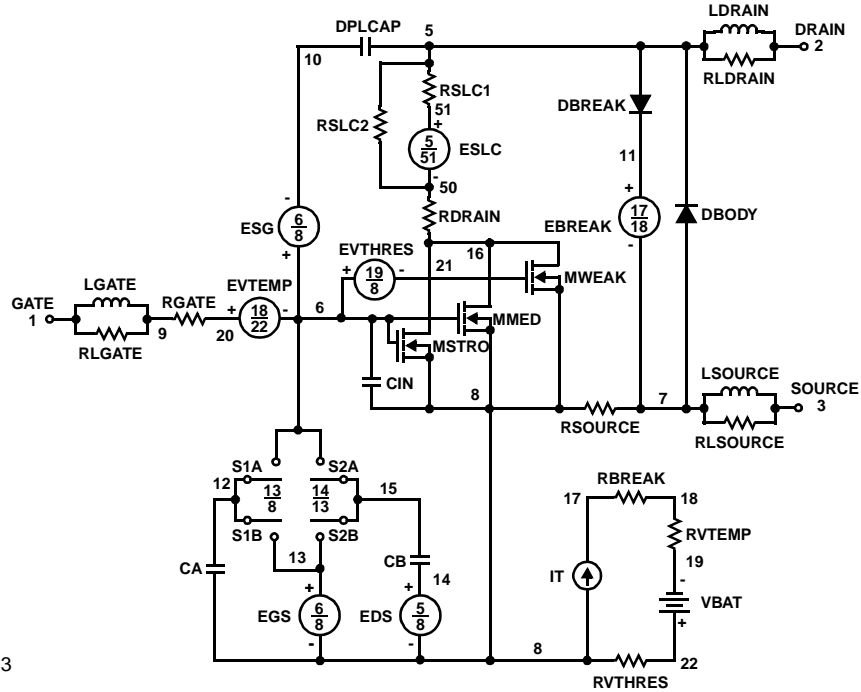 LDRAIN
DPLCAP 5 DRAIN
10 2
RLDRAIN
RSLC1
51
DBREAK
RSLC2
+
5
51
ESLC
11
-
50
- +
17
18
DBODY
RDRAIN
6
8
ESG
EBREAK
EVTHRES
+ 16 -
+ 19
8
- 21
MWEAK
LGATE
EVTEMP
GATE RGATE + 18
22
- 6
MMED
1 9 20
RLGATE
MSTRO
LSOURCE
CIN 8 7 SOURCE
3
RSOURCE
RLSOURCE
S1A S2A
12 13
8
14
13
15
RBREAK
17 18
S1B S2B
RVTEMP
13 CB 19
CA
+ + 14 IT -
VBAT
EGS 6
8
EDS 5
8
+
- - 8
22
RVTHRES
3